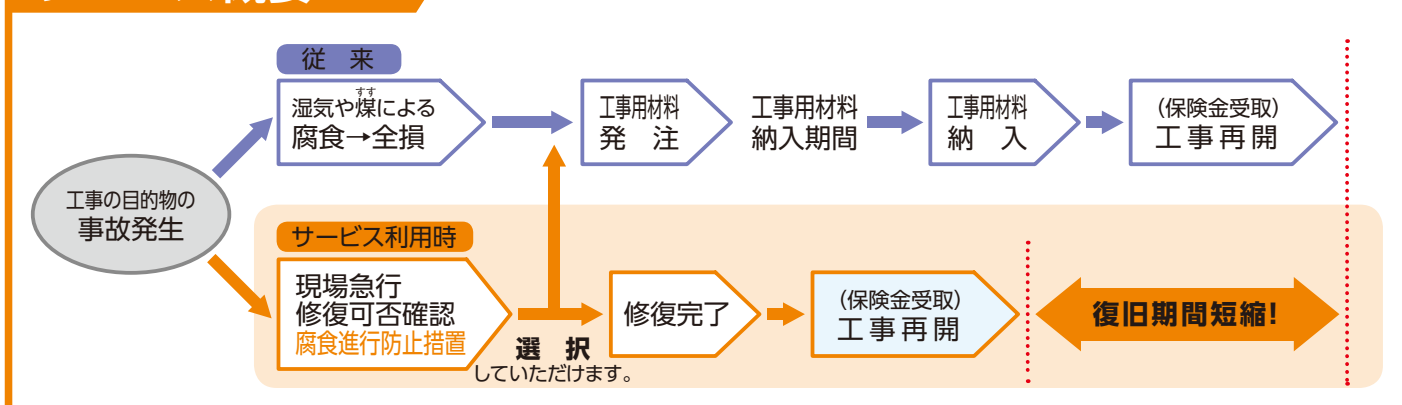 従　来
湿気や煤による
すす
腐食→全損
工事用材料
発　注
工事用材料
納入期間
工事用材料
納　入
（保険金受取）
工事再開
工事の目的物の
事故発生
サービス利用時
現場急行
修復可否確認
腐食進行防止措置
選　択
していただけます。
修復完了
（保険金受取）
工事再開
復旧期間短縮!